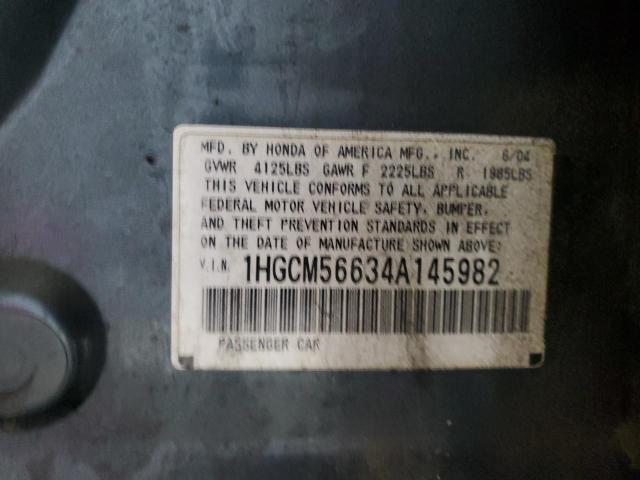 MFD. BY HONDA OF AMERICA MFG., INC. 6/04
GVWR 4125LBS GAWR F 2225LBS R 1985LBS
THIS VEHICLE CONFORMS TO ALL APPLICABLE
FEDERAL MOTOR VEHICLE SAFETY, BUMPER,
AND THEFT PREVENTION STANDARDS IN EFFECT
ON THE DATE OF MANUFACTURE SHOWN ABOVE:
V.I.N. 1HGCM56634A145982
PASSENGER CAR